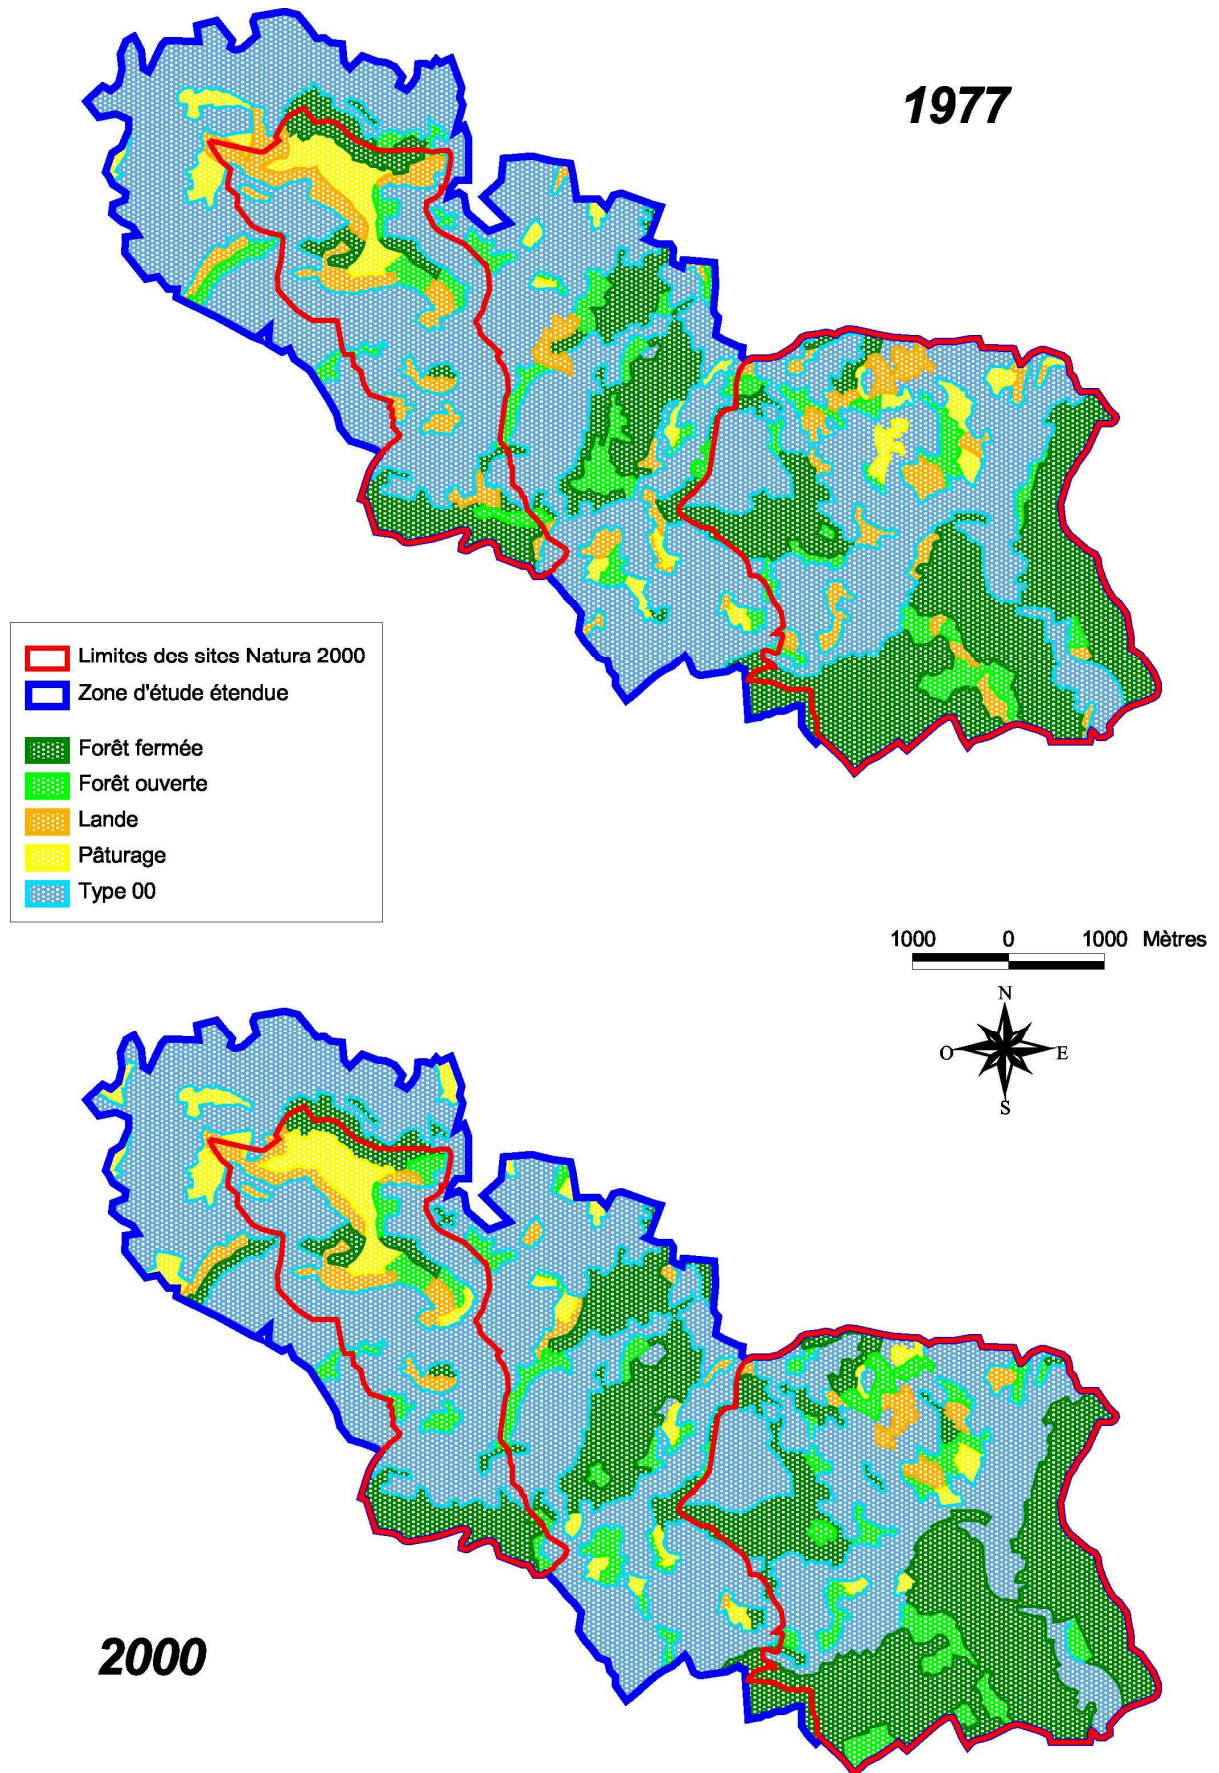 1977
Limites des sites Natura 2000
Zone d'étude étendue
Forêt fermée
Forêt ouverte
Lande
Pâturage
Type 00
1000 0 1000 Mètres
N
O E
S
2000